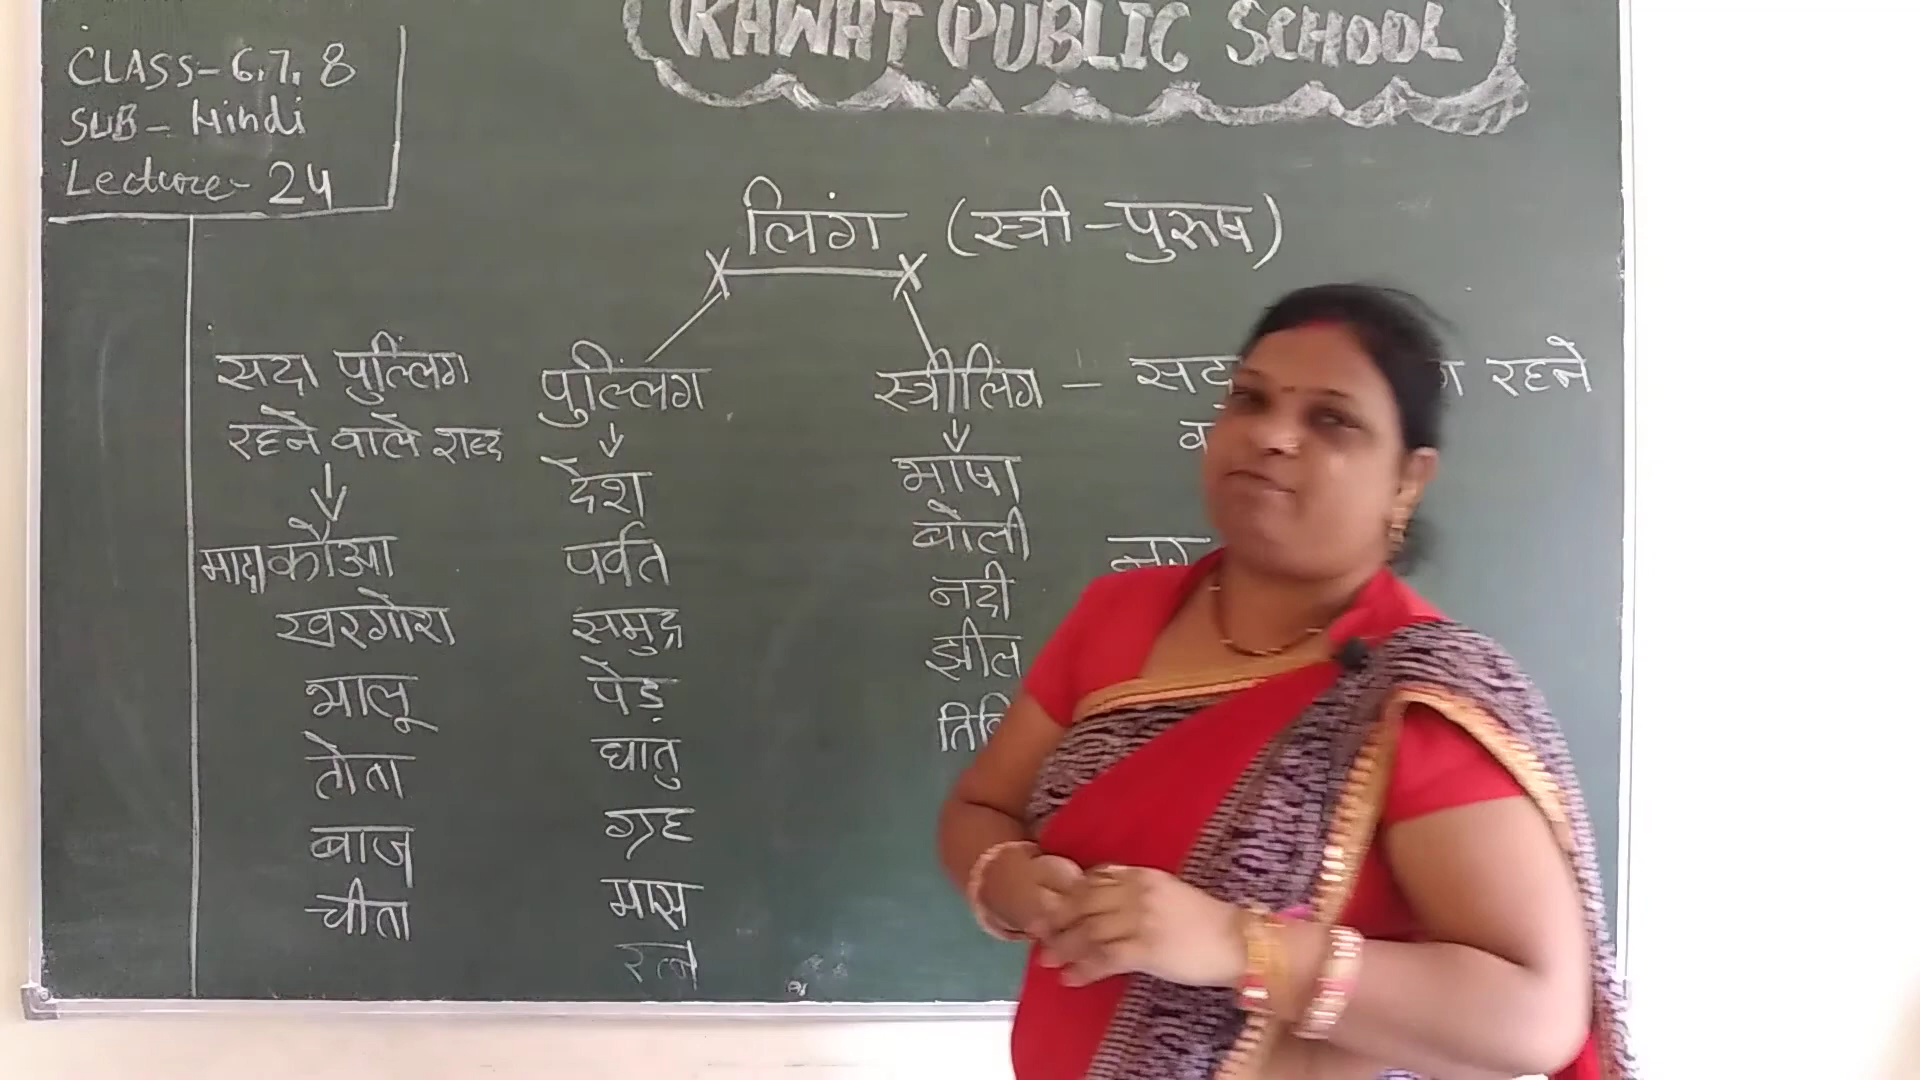 RAWAT PUBLIC SCHOOL
CLASS-6,7,8
SUB-Hindi
Lecture-24
लिंग (स्त्री-पुरुष)
सदा पुल्लिंग
रहने वाले शब्द
मादा कौआ
खरगोश
भालू
तोता
बाज
चीता
पुल्लिंग
देश
पर्वत
समुद्र
पेड़
धातु
ग्रह
मास
रत्न
स्त्रीलिंग - रहने
भाषा
बोली
नदी
झील